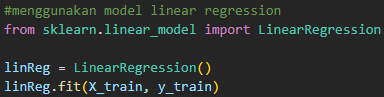 #menggunakan model linear regression
from sklearn.linear_model import LinearRegression

linReg = LinearRegression()
linReg.fit(X_train, y_train)